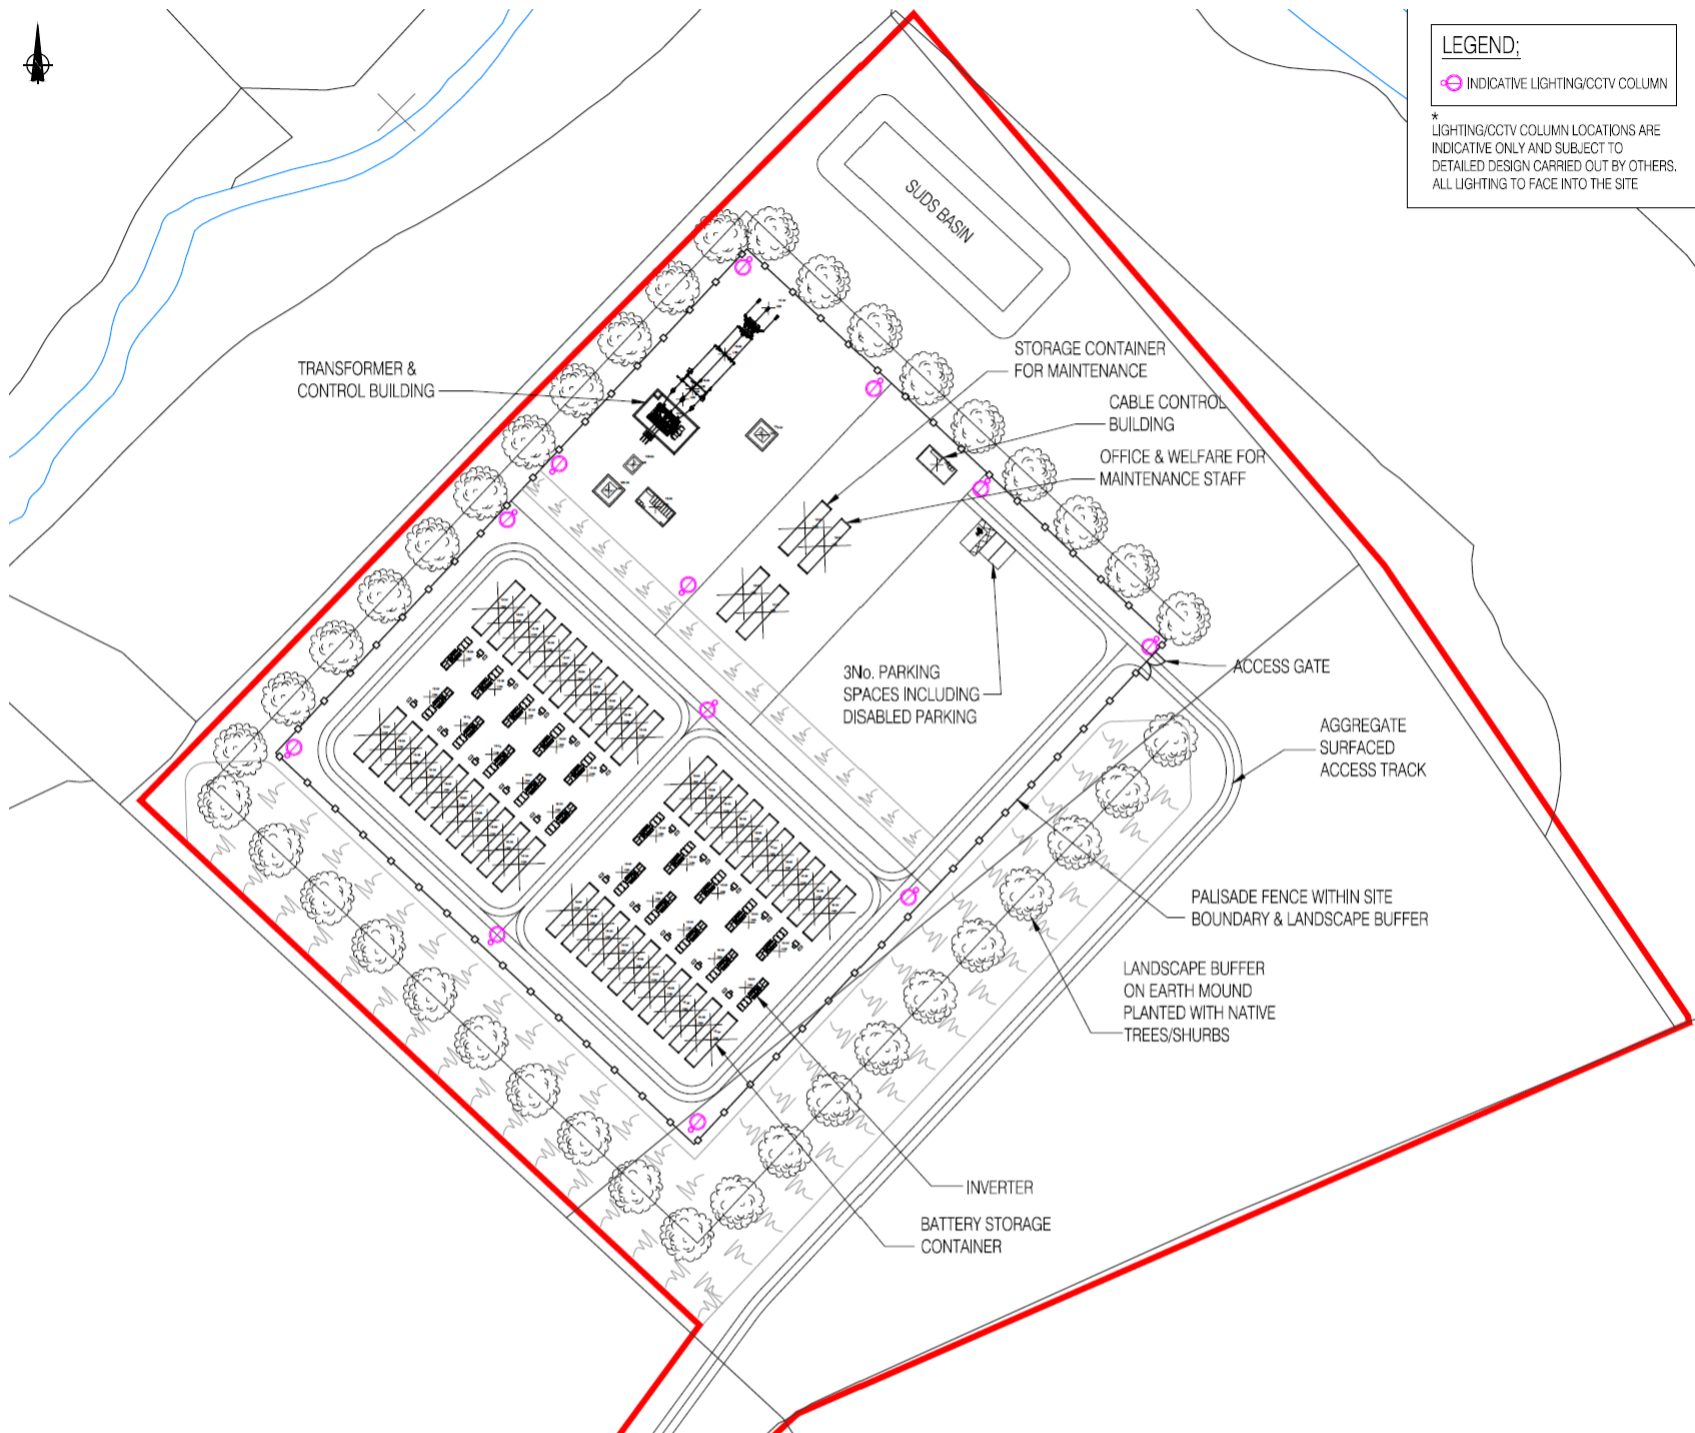 LEGEND;
INDICATIVE LIGHTING/CCTV COLUMN
*
LIGHTING/CCTV COLUMN LOCATIONS ARE
INDICATIVE ONLY AND SUBJECT TO
DETAILED DESIGN CARRIED OUT BY OTHERS.
ALL LIGHTING TO FACE INTO THE SITE
SUDS BASIN
TRANSFORMER &
CONTROL BUILDING
STORAGE CONTAINER
FOR MAINTENANCE
CABLE CONTROL
BUILDING
OFFICE & WELFARE FOR
MAINTENANCE STAFF
3No. PARKING
SPACES INCLUDING
DISABLED PARKING
ACCESS GATE
AGGREGATE
SURFACED
ACCESS TRACK
PALISADE FENCE WITHIN SITE
BOUNDARY & LANDSCAPE BUFFER
LANDSCAPE BUFFER
ON EARTH MOUND
PLANTED WITH NATIVE
TREES/SHURBS
INVERTER
BATTERY STORAGE
CONTAINER